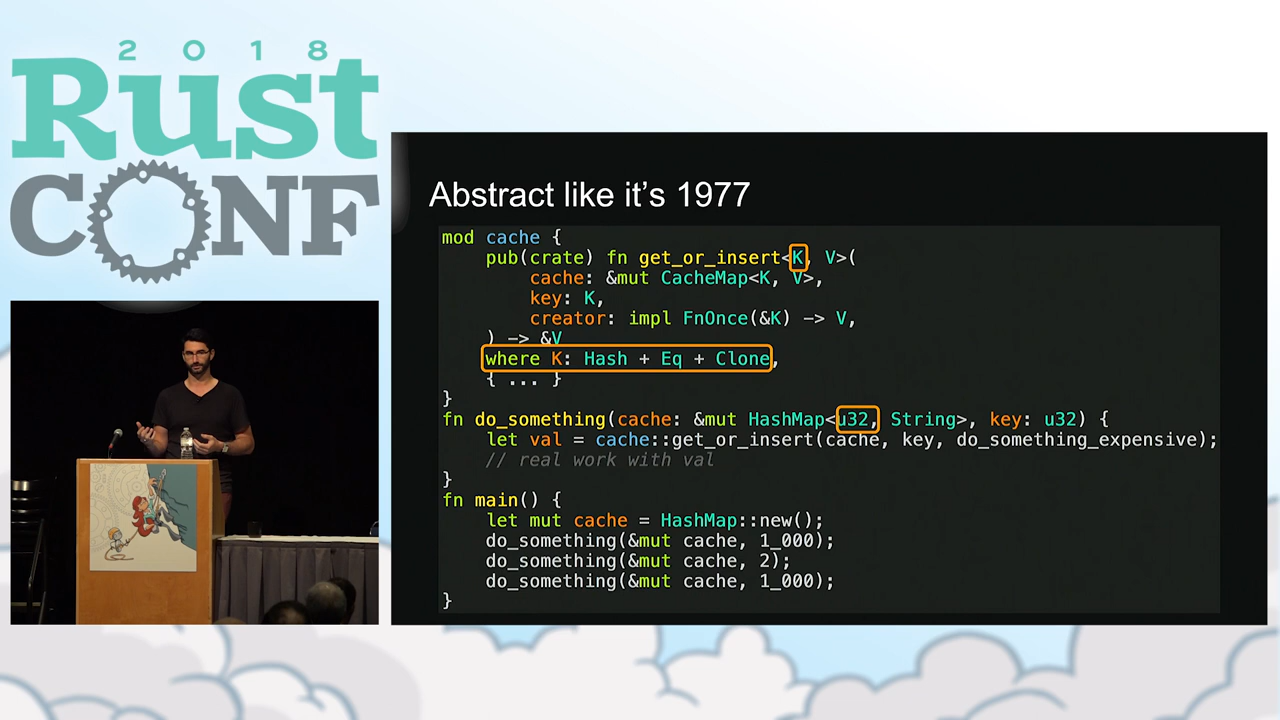 2018
Rust
CONF
Abstract like it’s 1977
mod cache {
    pub(crate) fn get_or_insert<K, V>(
        cache: &mut CacheMap<K, V>,
        key: K,
        creator: impl FnOnce(&K) -> V,
    ) -> &V
    where K: Hash + Eq + Clone,
    { ... }
}
fn do_something(cache: &mut HashMap<u32, String>, key: u32) {
    let val = cache::get_or_insert(cache, key, do_something_expensive);
    // real work with val
}
fn main() {
    let mut cache = HashMap::new();
    do_something(&mut cache, 1_000);
    do_something(&mut cache, 2);
    do_something(&mut cache, 1_000);
}